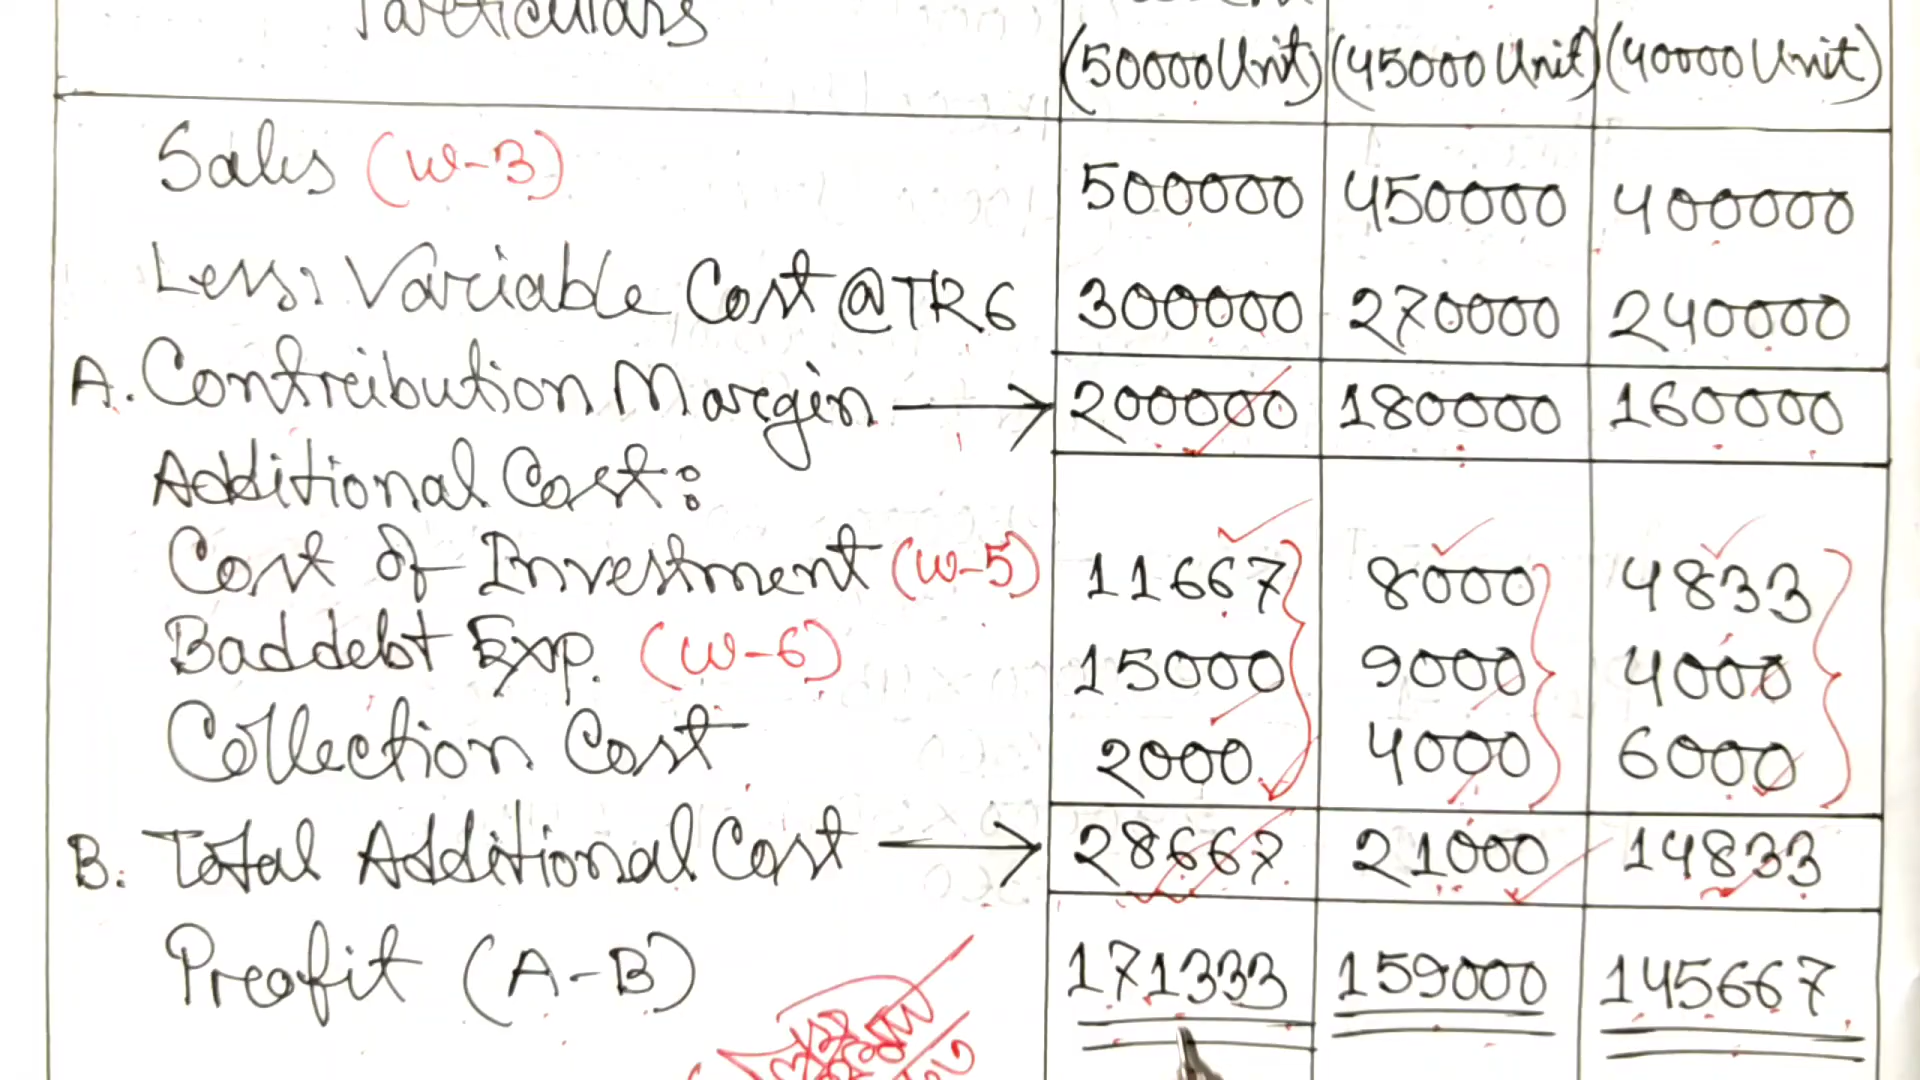 Particulars
(50000 Unit) (45000 Unit) (40000 Unit)
Sales (W-3) 500000 450000 400000
Less: Variable Cost @ TK 6 300000 270000 240000
A. Contribution Margin → 200000 180000 160000
Additional Cost:
Cost of Investment (W-5) 11667 8000 4833
Baddebt Exp. (W-6) 15000 9000 4000
Collection Cost 2000 4000 6000
B. Total Additional Cost → 28667 21000 14833
Profit (A-B) 171333 159000 145667